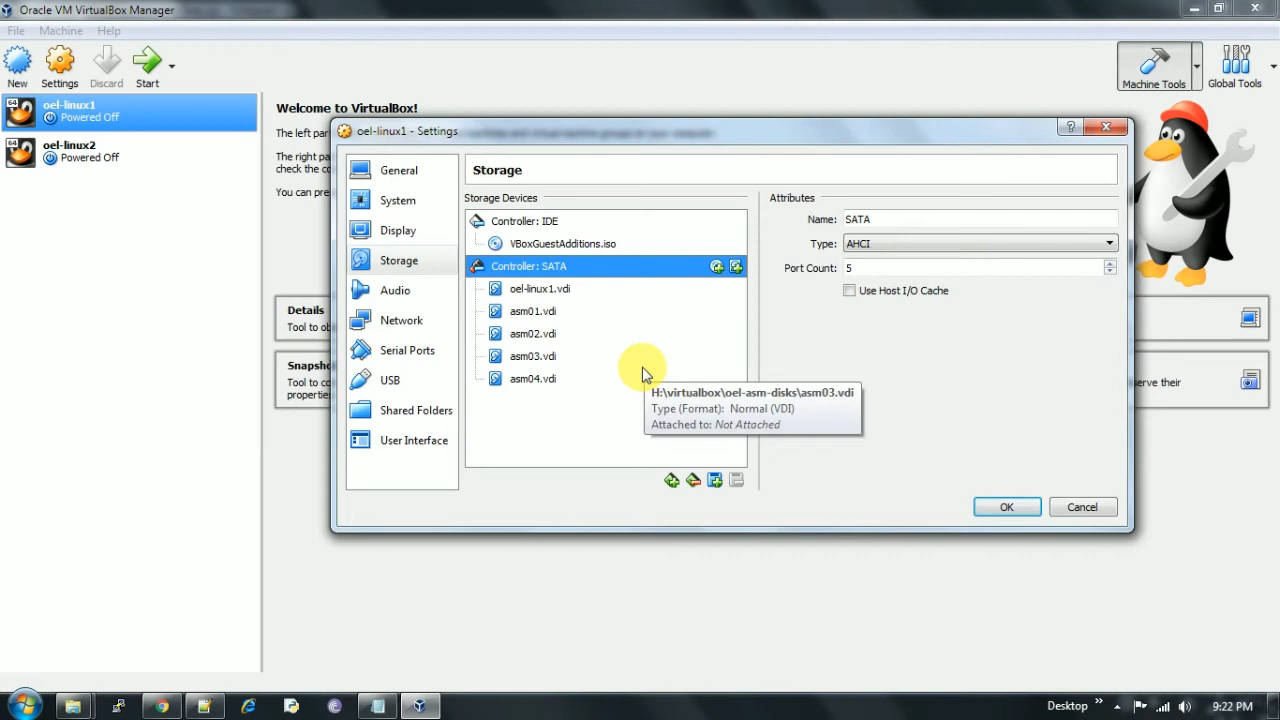 Oracle VM VirtualBox Manager
File Machine Help
New Settings Discard Start
Machine Tools Global Tools
64 oel-linux1
Powered Off
64 oel-linux2
Powered Off
Welcome to VirtualBox!
The left par
The right pa
check the co
You can pre
Details
Tool to ob
Snapsho
Tool to co
properties
serve their
oel-linux1 - Settings
General
System
Display
Storage
Audio
Network
Serial Ports
USB
Shared Folders
User Interface
Storage
Storage Devices
Controller: IDE
VBoxGuestAdditions.iso
Controller: SATA
oel-linux1.vdi
asm01.vdi
asm02.vdi
asm03.vdi
asm04.vdi
Attributes
Name: SATA
Type: AHCI
Port Count: 5
Use Host I/O Cache
H:\virtualbox\oel-asm-disks\asm03.vdi
Type (Format): Normal (VDI)
Attached to: Not Attached
OK Cancel
Desktop » 9:22 PM